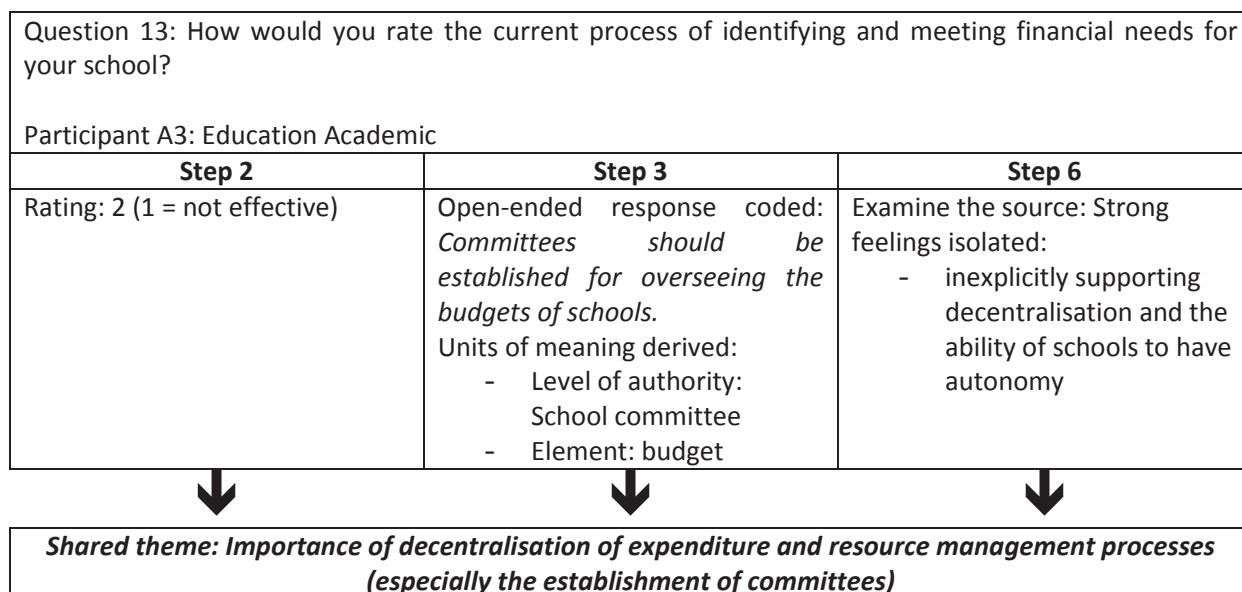 Question 13: How would you rate the current process of identifying and meeting financial needs for
your school?
Participant A3: Education Academic
Step 2
Rating: 2 (1 = not effective)
Step 3
Open-ended response coded:
Committees should be
established for overseeing the
budgets of schools.
Units of meaning derived:
- Level of authority:
School committee
- Element: budget
Step 6
Examine the source: Strong
feelings isolated:
- inexplicitly supporting
decentralisation and the
ability of schools to have
autonomy
Shared theme: Importance of decentralisation of expenditure and resource management processes
(especially the establishment of committees)